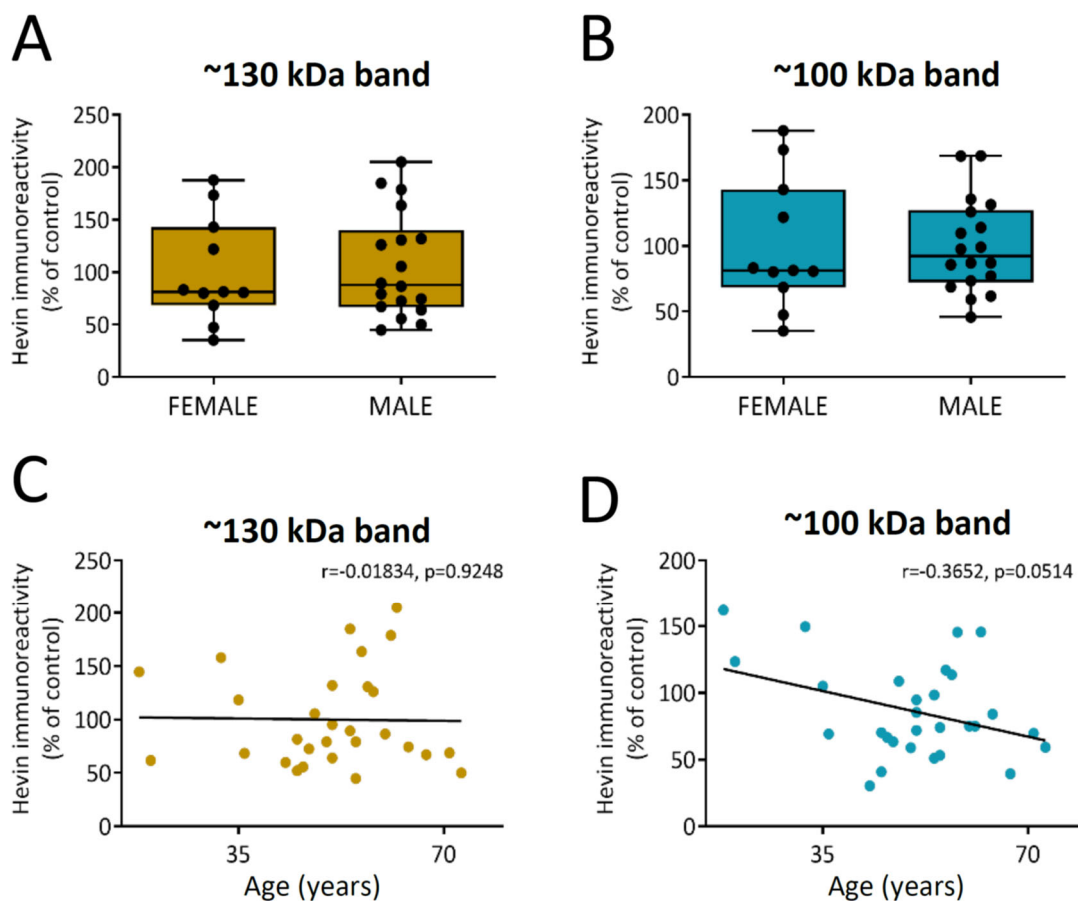 A
~130 kDa band
Hevin immunoreactivity
(% of control)
250
200
150
100
50
0
FEMALE
MALE
B
~100 kDa band
Hevin immunoreactivity
(% of control)
200
150
100
50
0
FEMALE
MALE
C
~130 kDa band
r=-0.01834, p=0.9248
Hevin immunoreactivity
(% of control)
250
200
150
100
50
0
35
70
Age (years)
D
~100 kDa band
r=-0.3652, p=0.0514
Hevin immunoreactivity
(% of control)
200
150
100
50
0
35
70
Age (years)